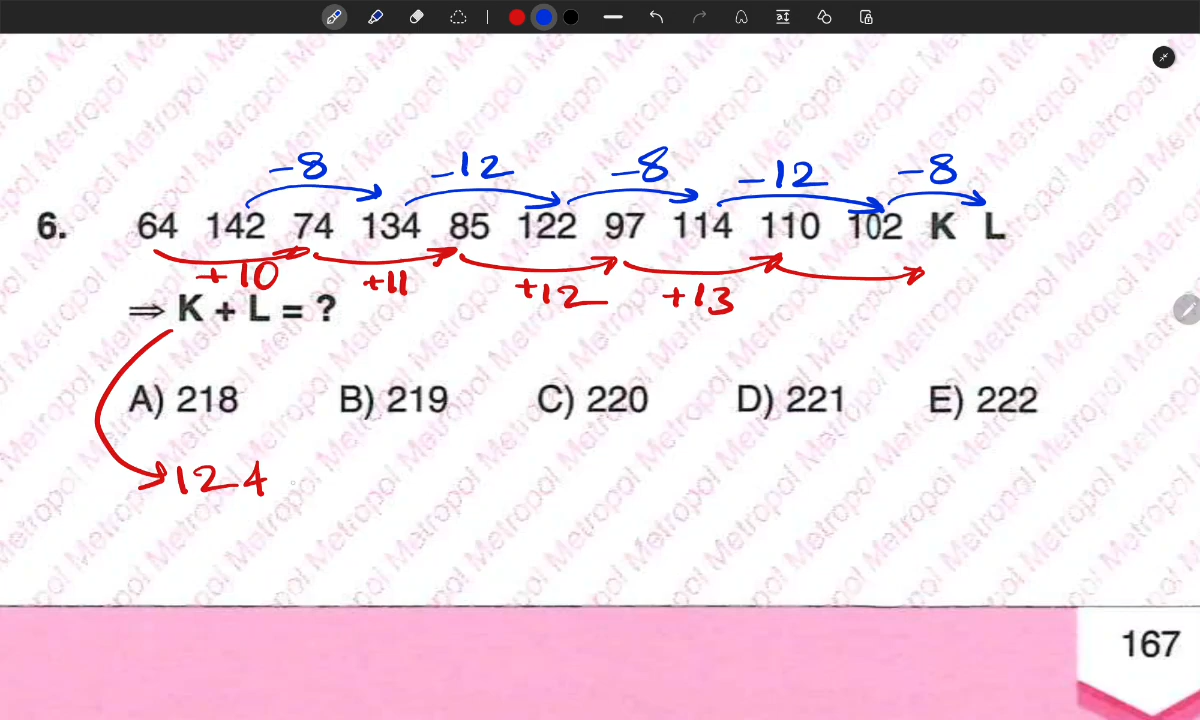 -8 -12 -8 -12 -8
6. 64 142 74 134 85 122 97 114 110 102 K L
+10 +11 +12 +13
⇒ K + L = ?
A) 218 B) 219 C) 220 D) 221 E) 222
124
167
Metropol